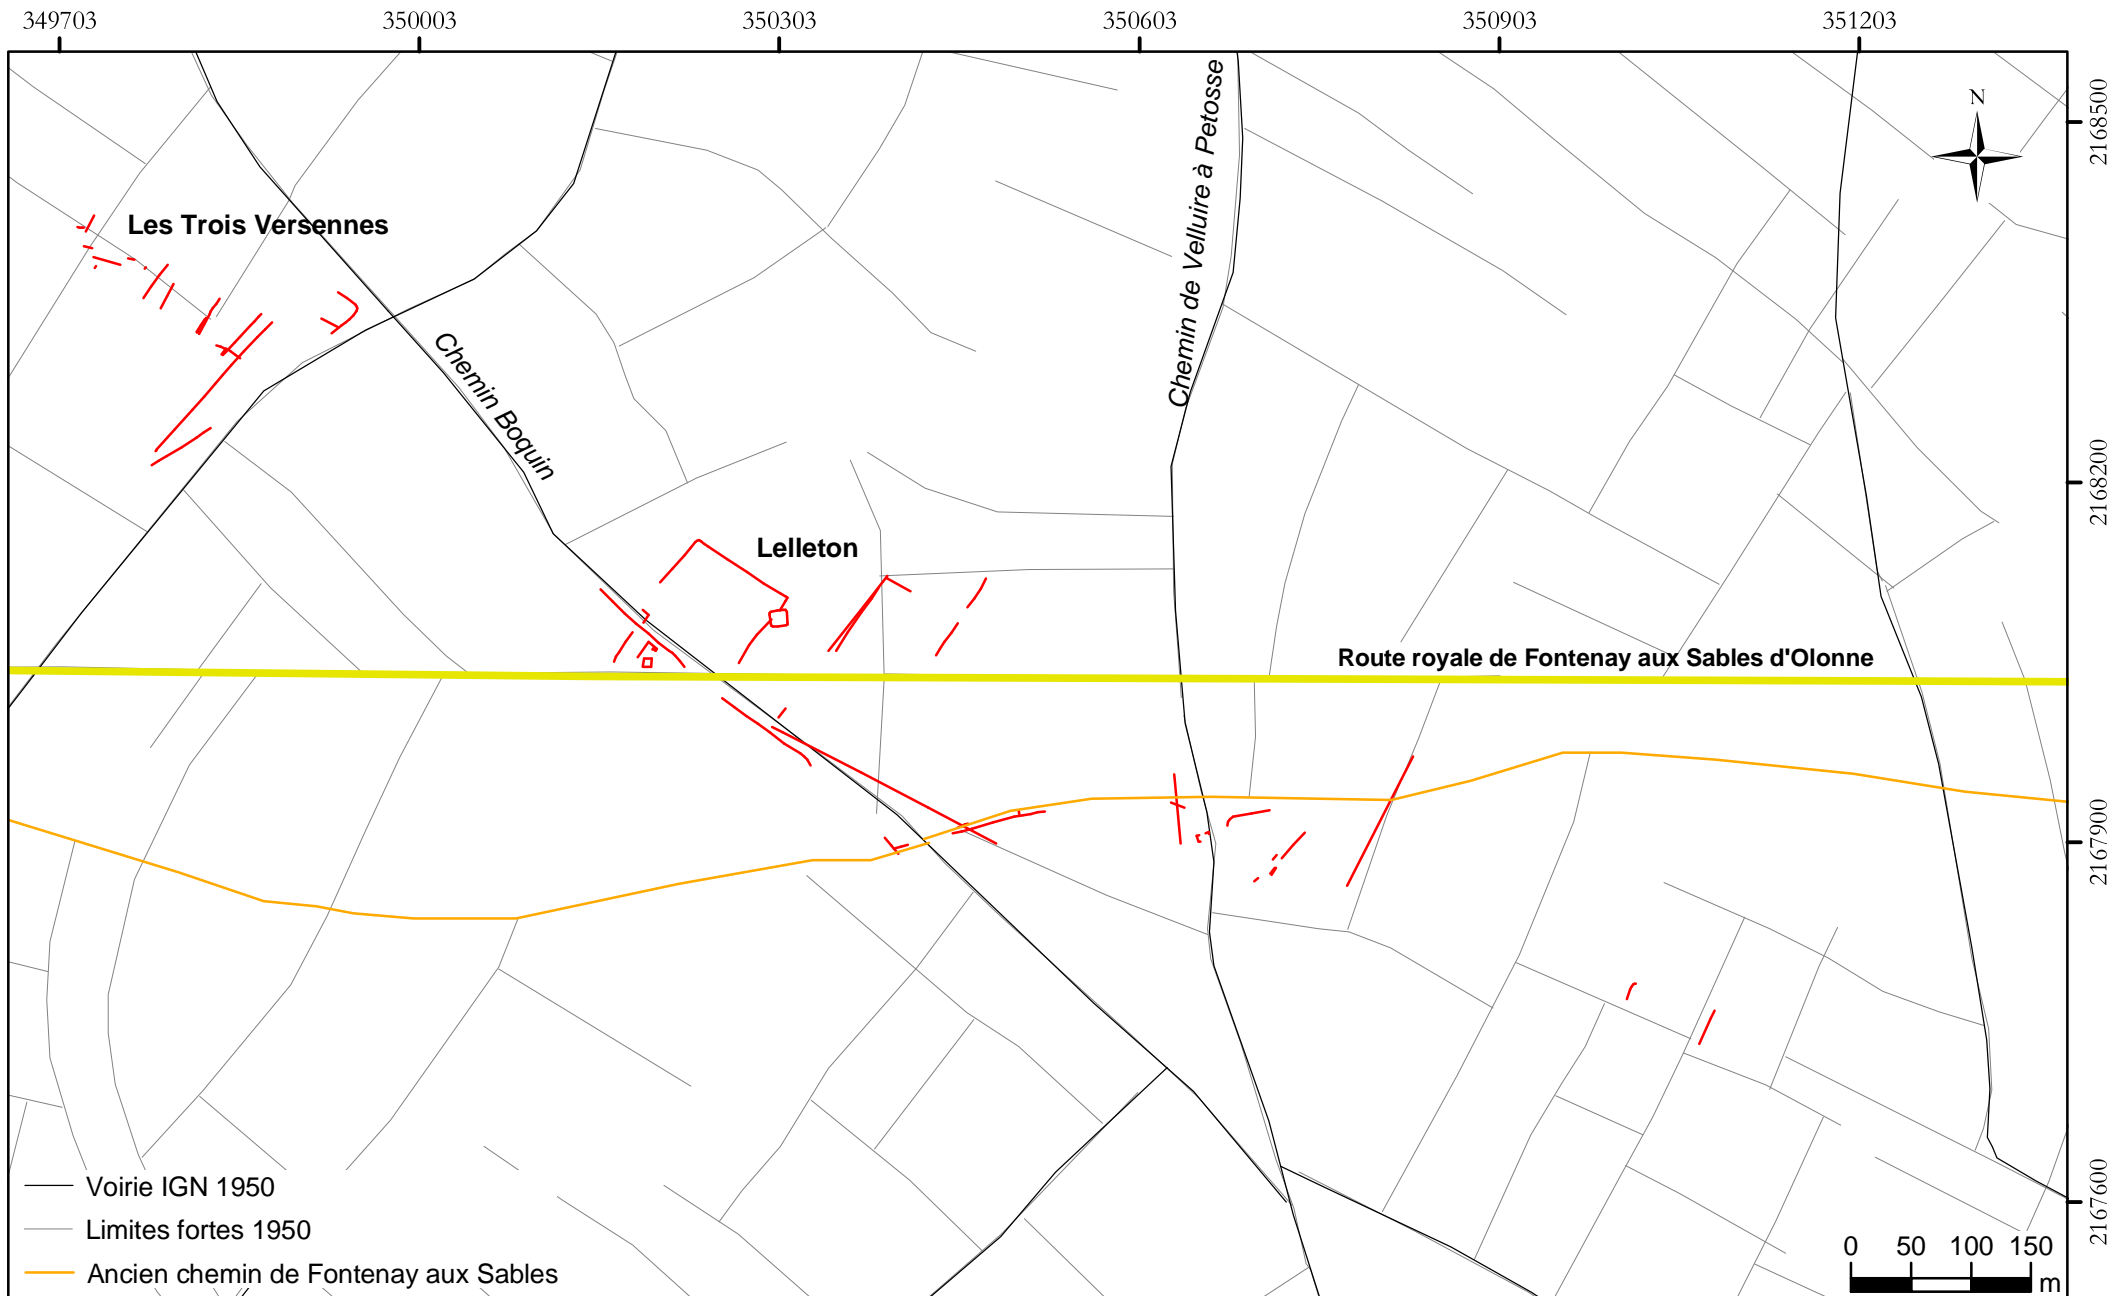 349703 350003 350303 350603 350903 351203
N
2168500
Chemin de Velluire à Petosse
Les Trois Versennes
Chemin Boquin
2168200
Lelleton
Route royale de Fontenay aux Sables d'Olonne
2167900
Voirie IGN 1950
Limites fortes 1950
Ancien chemin de Fontenay aux Sables
2167600
0 50 100 150
m